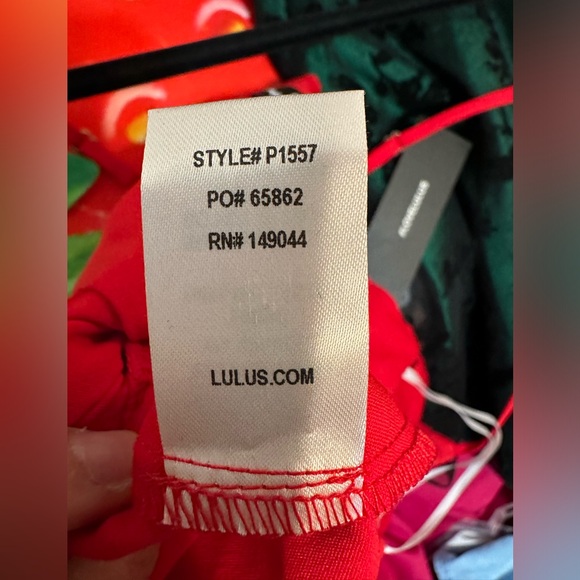 STYLE# P1557
PO# 65862
RN# 149044
LULUS.COM